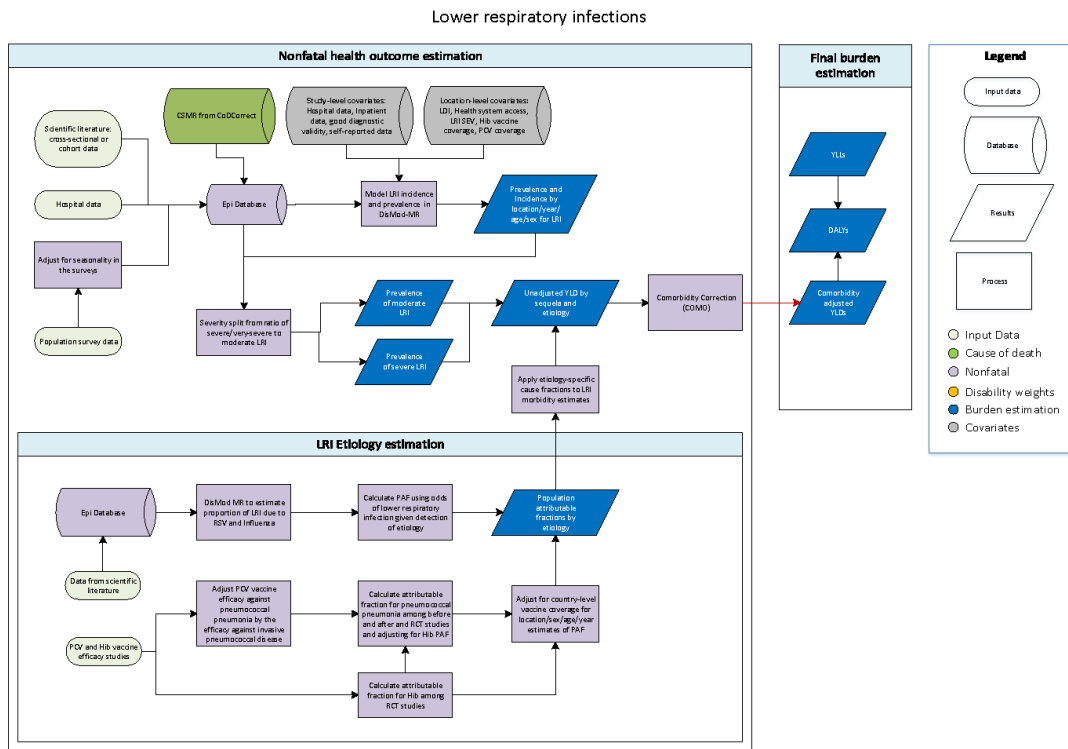 Lower respiratory infections
Nonfatal health outcome estimation
CSMR from CoDCorrect
Study-level covariates:
Hospital data, Inpatient
data, good diagnostic
validity, self-reported data
Location-level covariates:
LDI, Health system access,
LRI SEV, Hib vaccine
coverage, PCV coverage
Scientific literature:
cross-sectional or
cohort data
Hospital data
Epi Database
Model LRI incidence
and prevalence in
DisMod-MR
Prevalence and
Incidence by
location/year/
age/sex for LRI
Adjust for seasonality in
the surveys
Population survey data
Severity split from ratio of
severe/very-severe to
moderate LRI
Prevalence
of moderate
LRI
Prevalence
of severe LRI
Unadjusted YLD by
sequela and
etiology
Comorbidity Correction
(COMO)
Apply etiology-specific
cause fractions to LRI
morbidity estimates
LRI Etiology estimation
Epi Database
DisMod MR to estimate
proportion of LRI due to
RSV and Influenza
Calculate PAF using odds
of lower respiratory
infection given detection
of etiology
Population
attributable
fractions by
etiology
Data from scientific
literature
Adjust PCV vaccine
efficacy against
pneumococcal
pneumonia by the
efficacy against invasive
pneumococcal disease
Calculate attributable
fraction for pneumococcal
pneumonia among before
and after and RCT studies
and adjusting for Hib PAF
Adjust for country-level
vaccine coverage for
location/sex/age/year
estimates of PAF
PCV and Hib vaccine
efficacy studies
Calculate attributable
fraction for Hib among
RCT studies
Final burden
estimation
YLLs
DALYs
Comorbidity
adjusted
YLDs
Legend
Input data
Database
Results
Process
Input Data
Cause of death
Nonfatal
Disability weights
Burden estimation
Covariates